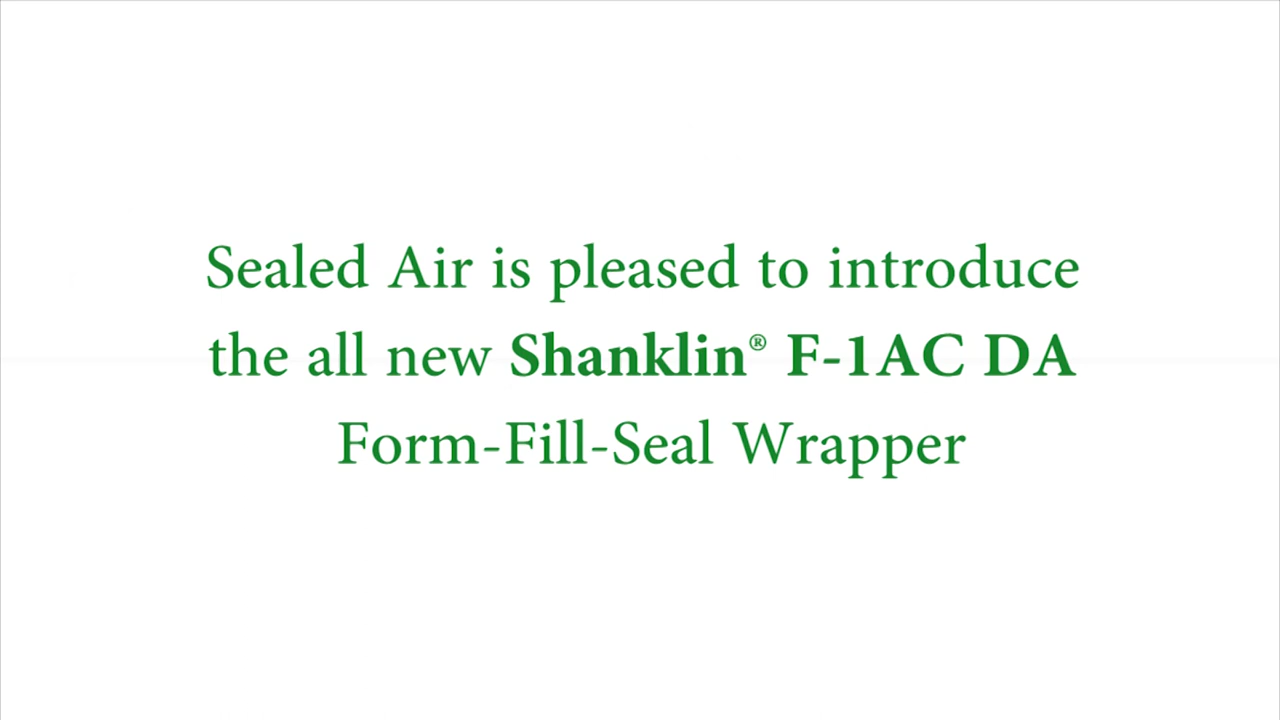 Sealed Air is pleased to introduce
the all new Shanklin® F-1AC DA
Form-Fill-Seal Wrapper